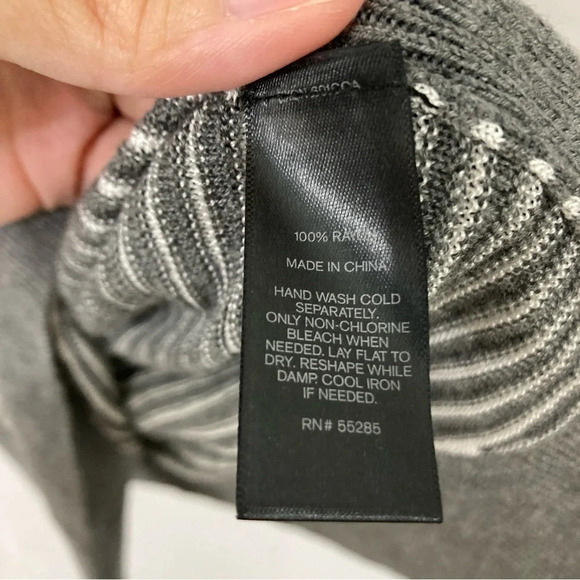 100%
MADE IN CHINA
HAND WASH COLD
SEPARATELY.
ONLY NON-CHLORINE
BLEACH WHEN
NEEDED. LAY FLAT TO
DRY. RESHAPE WHILE
DAMP. COOL IRON
IF NEEDED.
RN# 55285